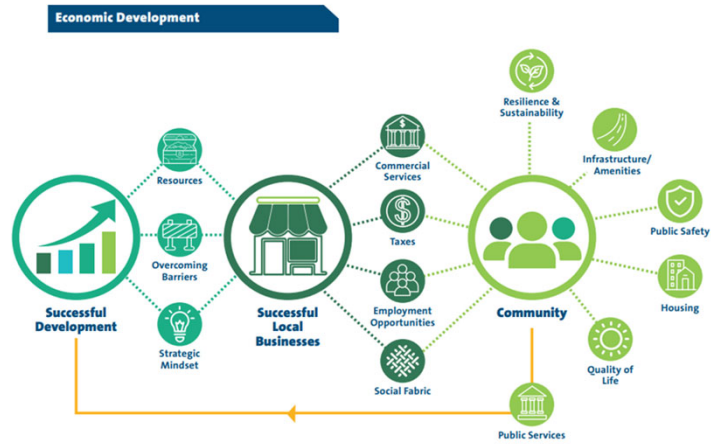 Economic Development
Resilience &
Sustainability
Infrastructure/
Amenities
Resources
Commercial
Services
Public Safety
Taxes
Overcoming
Barriers
Successful
Development
Successful
Local
Businesses
Employment
Opportunities
Community
Housing
Strategic
Mindset
Quality of
Life
Social Fabric
Public Services